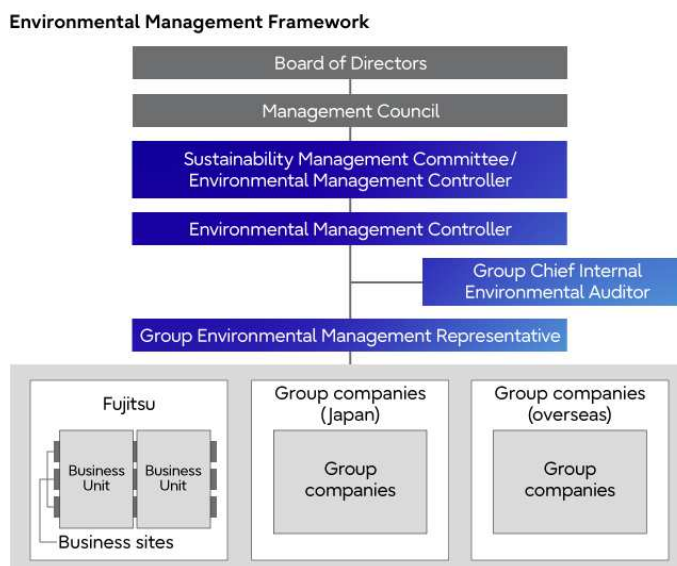 Environmental Management Framework
Board of Directors
Management Council
Sustainability Management Committee/
Environmental Management Controller
Environmental Management Controller
Group Chief Internal
Environmental Auditor
Group Environmental Management Representative
Fujitsu
Business
Unit
Business
Unit
Business sites
Group companies
(Japan)
Group
companies
Group companies
(overseas)
Group
companies